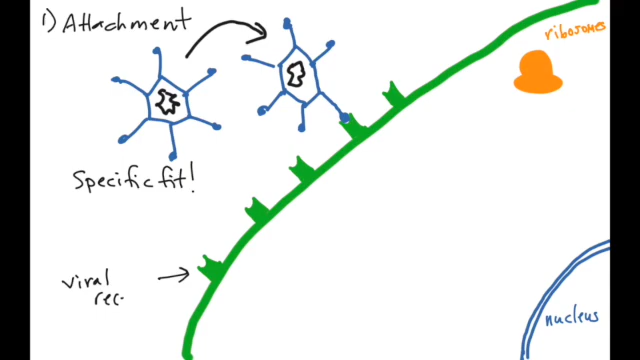 1) Attachment
ribosomes
Specific fit!
viral
rec
nucleus